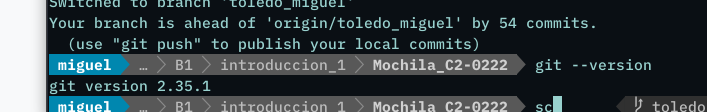 Switched to branch 'toledo_miguel'
Your branch is ahead of 'origin/toledo_miguel' by 54 commits.
(use "git push" to publish your local commits)
miguel … B1 introduccion_1 Mochila_C2-0222 git --version
git version 2.35.1
miguel … B1 introduccion_1 Mochila_C2-0222 sc toledo